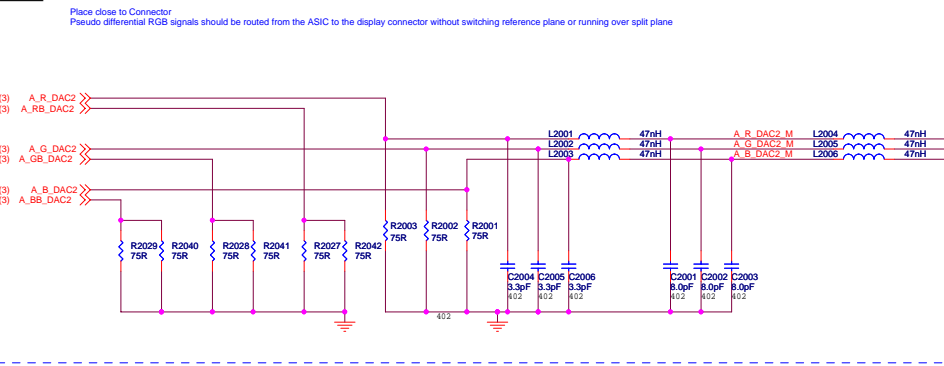 Place close to Connector
Pseudo differential RGB signals should be routed from the ASIC to the display connector without switching reference plane or running over split plane
(3) A_R_DAC2
(3) A_RB_DAC2
L2001 47nH A_R_DAC2_M L2004 47nH
(3) A_G_DAC2
L2002 47nH A_G_DAC2_M L2005 47nH
(3) A_GB_DAC2
L2003 47nH A_B_DAC2_M L2006 47nH
(3) A_B_DAC2
(3) A_BB_DAC2
R2003 R2002 R2001
75R 75R 75R
R2029 R2040 R2028 R2041 R2027 R2042
75R 75R 75R 75R 75R 75R
C2004 C2005 C2006 C2001 C2002 C2003
3.3pF 3.3pF 3.3pF 8.0pF 8.0pF 8.0pF
402 402 402 402 402 402
402